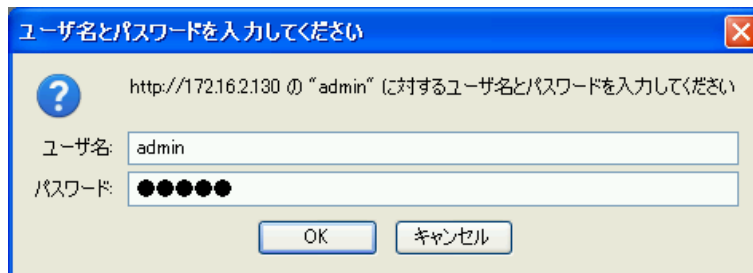 ユーザ名とパスワードを入力してください
http://172.16.2.130 の "admin" に対するユーザ名とパスワードを入力してください
ユーザ名: admin
パスワード: ●●●●●
OK キャンセル